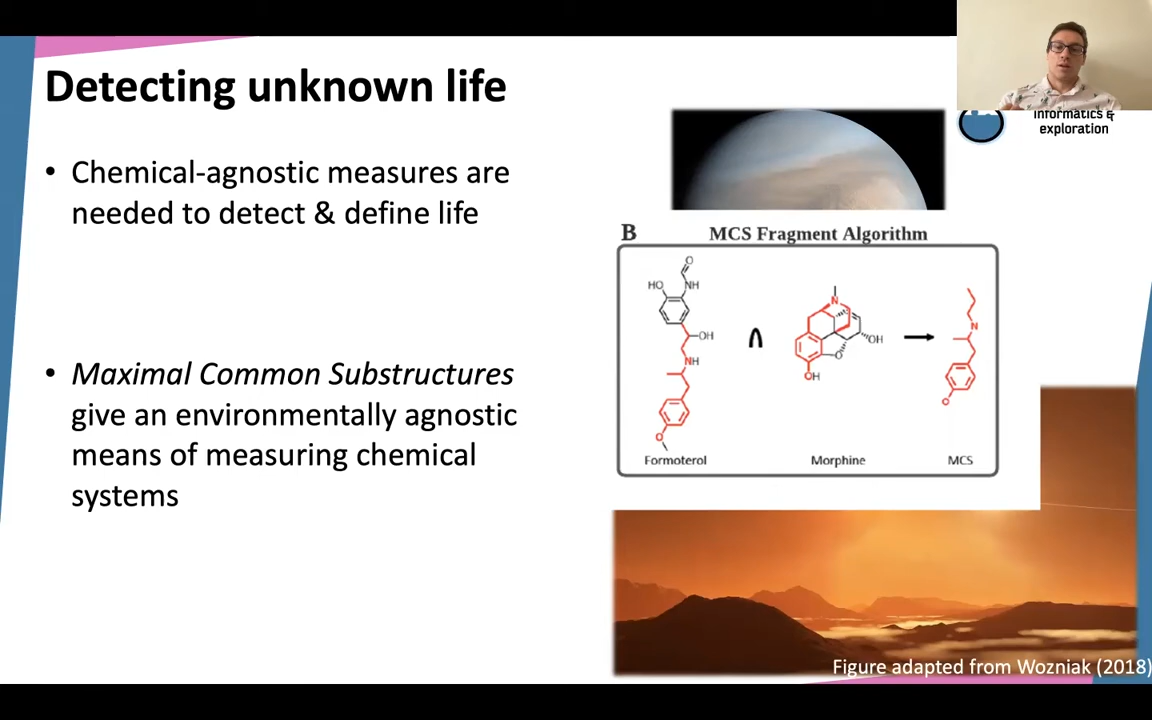 Detecting unknown life
• Chemical-agnostic measures are
needed to detect & define life
• Maximal Common Substructures
give an environmentally agnostic
means of measuring chemical
systems
informatics &
exploration
B MCS Fragment Algorithm
O
HO NH
OH
NH
O
Formoterol
∩
N
OH
O
OH
Morphine
N
O
MCS
Figure adapted from Wozniak (2018)